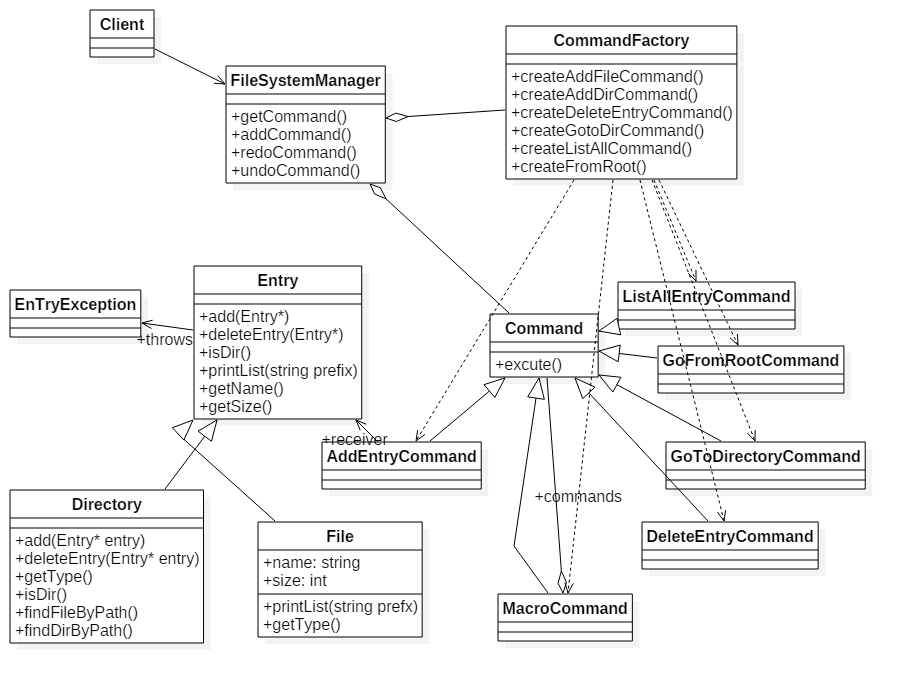 Client
FileSystemManager
+getCommand()
+addCommand()
+redoCommand()
+undoCommand()
CommandFactory
+createAddFileCommand()
+createAddDirCommand()
+createDeleteEntryCommand()
+createGotoDirCommand()
+createListAllCommand()
+createFromRoot()
EnTryException
+throws
Entry
+add(Entry*)
+deleteEntry(Entry*)
+isDir()
+printList(string prefix)
+getName()
+getSize()
Command
+excute()
ListAllEntryCommand
GoFromRootCommand
+receiver
AddEntryCommand
GoToDirectoryCommand
+commands
DeleteEntryCommand
Directory
+add(Entry* entry)
+deleteEntry(Entry* entry)
+getType()
+isDir()
+findFileByPath()
+findDirByPath()
File
+name: string
+size: int
+printList(string prefx)
+getType()
MacroCommand